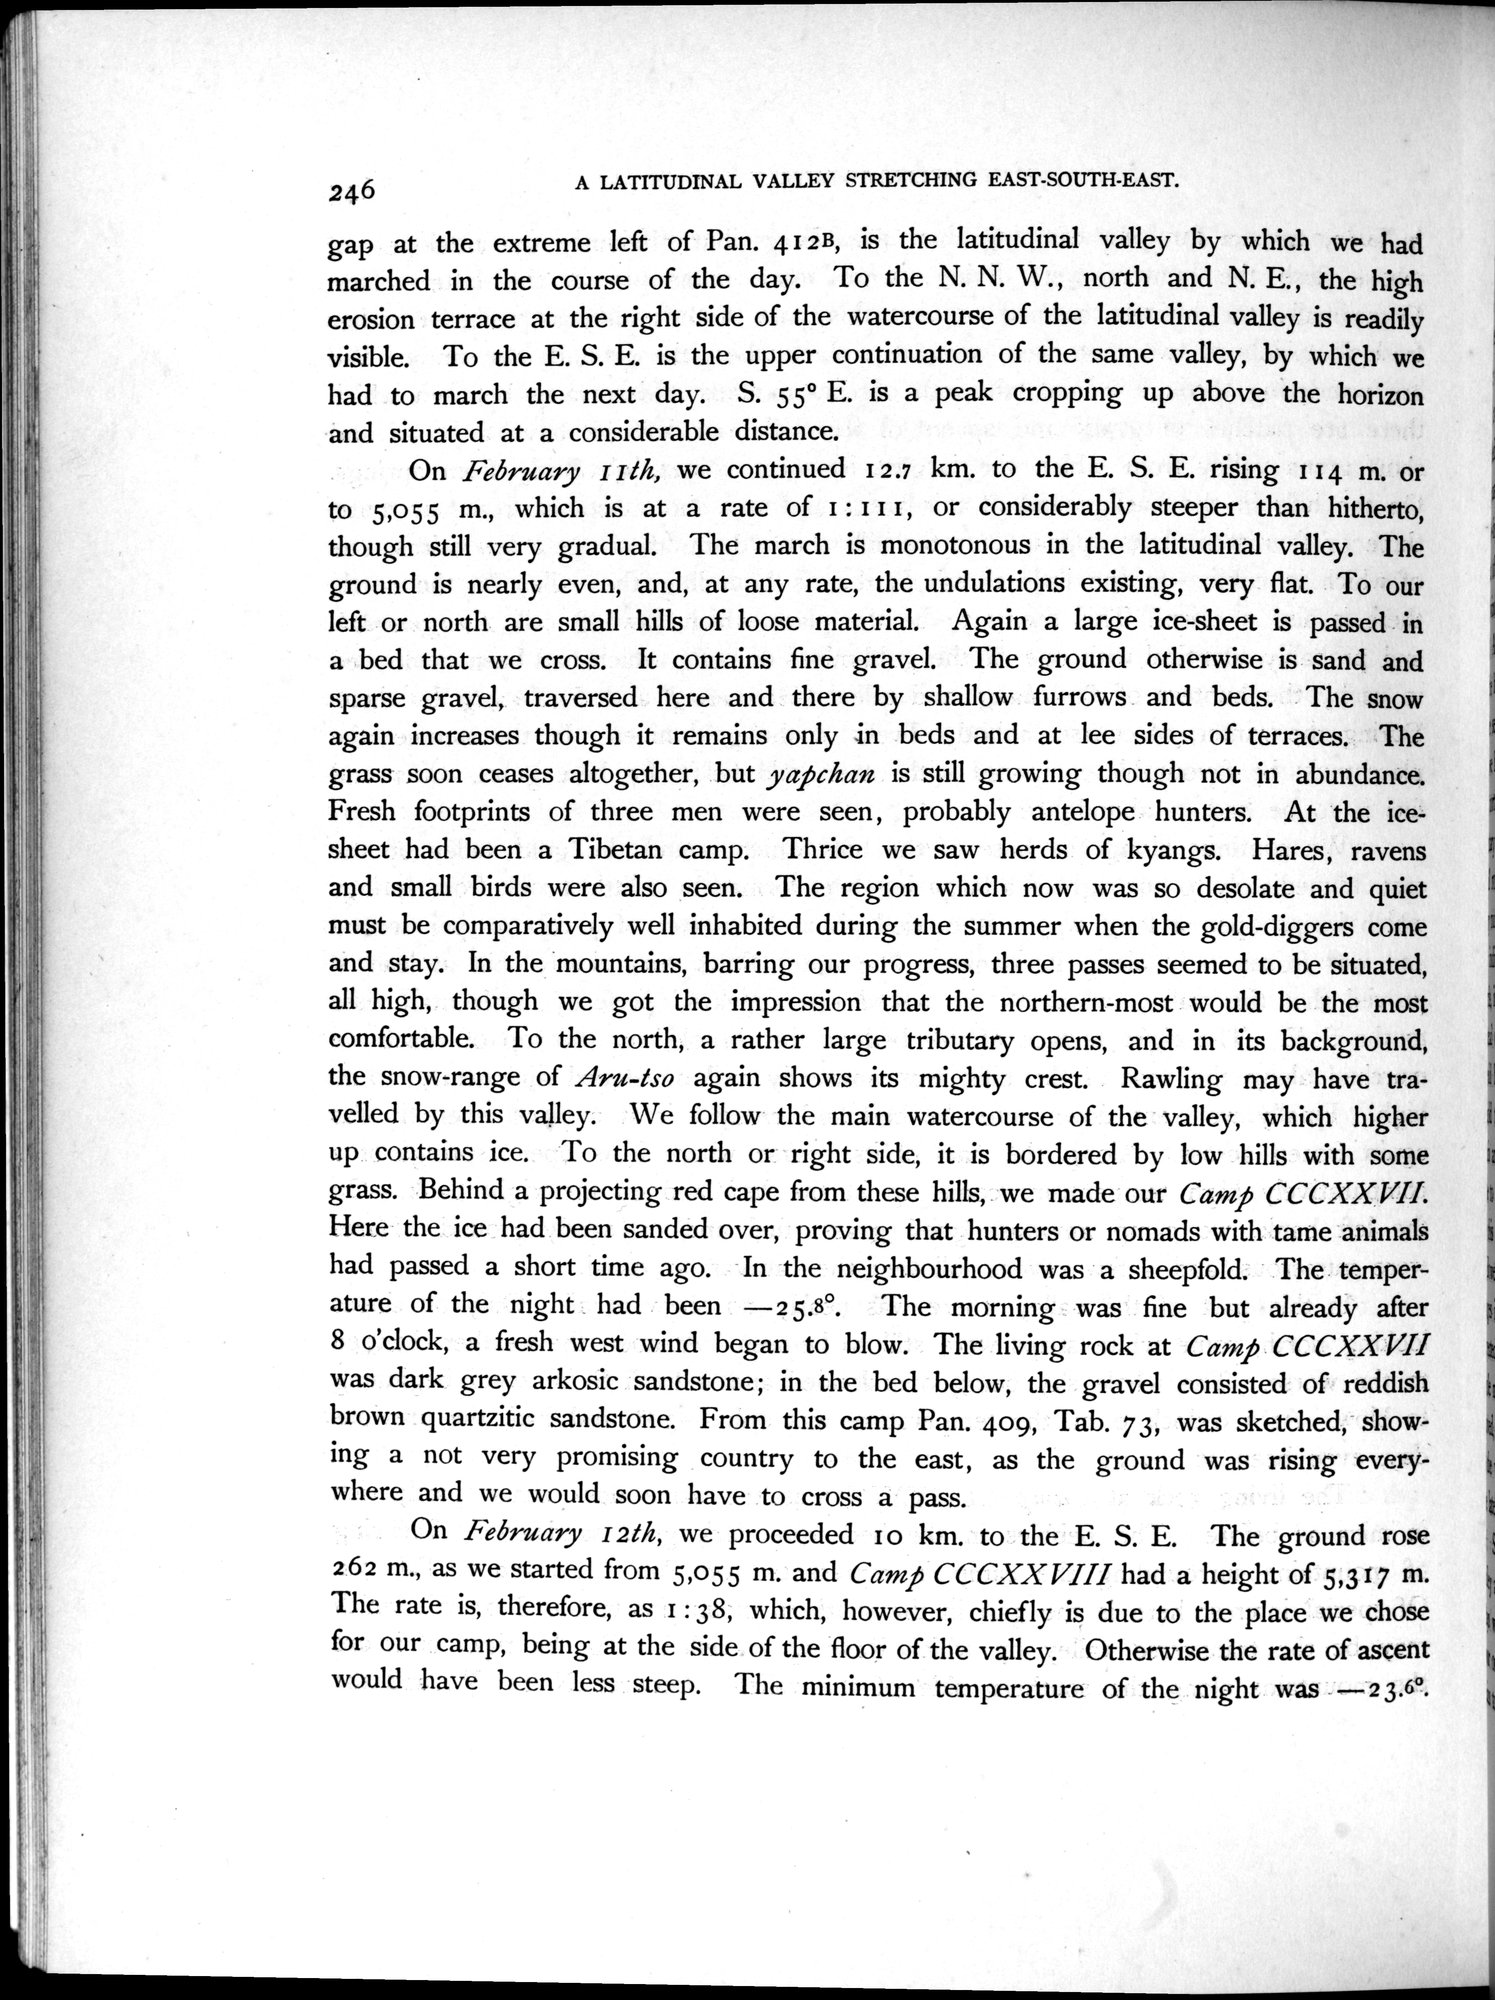 246
A LATITUDINAL VALLEY STRETCHING EAST-SOUTH-EAST.
gap at the extreme left of Pan. 412B, is the latitudinal valley by which we had
marched in the course of the day. To the N. N. W., north and N. E., the high
erosion terrace at the right side of the watercourse of the latitudinal valley is readily
visible. To the E. S. E. is the upper continuation of the same valley, by which we
had to march the next day. S. 55° E. is a peak cropping up above the horizon
and situated at a considerable distance.
On February 11th, we continued 12.7 km. to the E. S. E. rising 114 m. or
to 5,055 m., which is at a rate of 1:111, or considerably steeper than hitherto,
though still very gradual. The march is monotonous in the latitudinal valley. The
ground is nearly even, and, at any rate, the undulations existing, very flat. To our
left or north are small hills of loose material. Again a large ice-sheet is passed in
a bed that we cross. It contains fine gravel. The ground otherwise is sand and
sparse gravel, traversed here and there by shallow furrows and beds. The snow
again increases though it remains only in beds and at lee sides of terraces. The
grass soon ceases altogether, but yapchan is still growing though not in abundance.
Fresh footprints of three men were seen, probably antelope hunters. At the ice-
sheet had been a Tibetan camp. Thrice we saw herds of kyangs. Hares, ravens
and small birds were also seen. The region which now was so desolate and quiet
must be comparatively well inhabited during the summer when the gold-diggers come
and stay. In the mountains, barring our progress, three passes seemed to be situated,
all high, though we got the impression that the northern-most would be the most
comfortable. To the north, a rather large tributary opens, and in its background,
the snow-range of Aru-tso again shows its mighty crest. Rawling may have tra-
velled by this valley. We follow the main watercourse of the valley, which higher
up contains ice. To the north or right side, it is bordered by low hills with some
grass. Behind a projecting red cape from these hills, we made our Camp CCCXXVII.
Here the ice had been sanded over, proving that hunters or nomads with tame animals
had passed a short time ago. In the neighbourhood was a sheepfold. The temper-
ature of the night had been —25.8°. The morning was fine but already after
8 o'clock, a fresh west wind began to blow. The living rock at Camp CCCXXVII
was dark grey arkosic sandstone; in the bed below, the gravel consisted of reddish
brown quartzitic sandstone. From this camp Pan. 409, Tab. 73, was sketched, show-
ing a not very promising country to the east, as the ground was rising every-
where and we would soon have to cross a pass.
On February 12th, we proceeded 10 km. to the E. S. E. The ground rose
262 m., as we started from 5,055 m. and Camp CCCXXVIII had a height of 5,317 m.
The rate is, therefore, as 1:38, which, however, chiefly is due to the place we chose
for our camp, being at the side of the floor of the valley. Otherwise the rate of ascent
would have been less steep. The minimum temperature of the night was —23.6°.